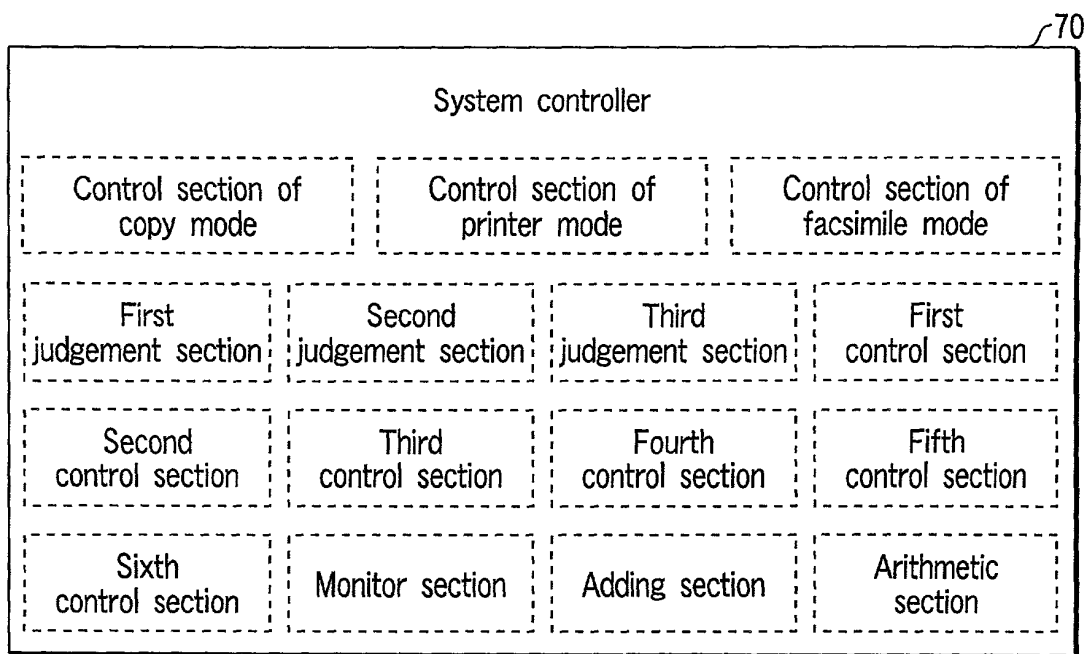 70
System controller
Control section of
copy mode
Control section of
printer mode
Control section of
facsimile mode
First
judgement section
Second
judgement section
Third
judgement section
First
control section
Second
control section
Third
control section
Fourth
control section
Fifth
control section
Sixth
control section
Monitor section
Adding section
Arithmetic
section